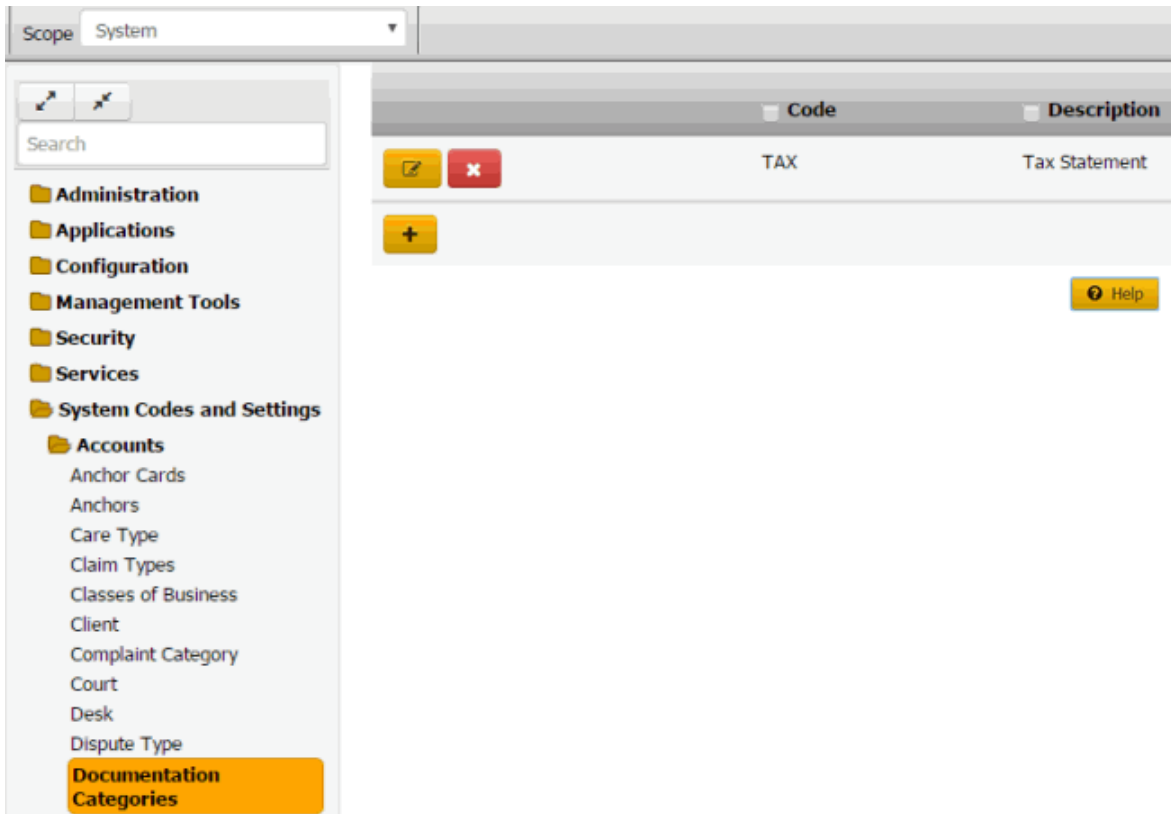 Scope System
Search
Administration
Applications
Configuration
Management Tools
Security
Services
System Codes and Settings
Accounts
Anchor Cards
Anchors
Care Type
Claim Types
Classes of Business
Client
Complaint Category
Court
Desk
Dispute Type
Documentation
Categories
Code Description
TAX Tax Statement
Help